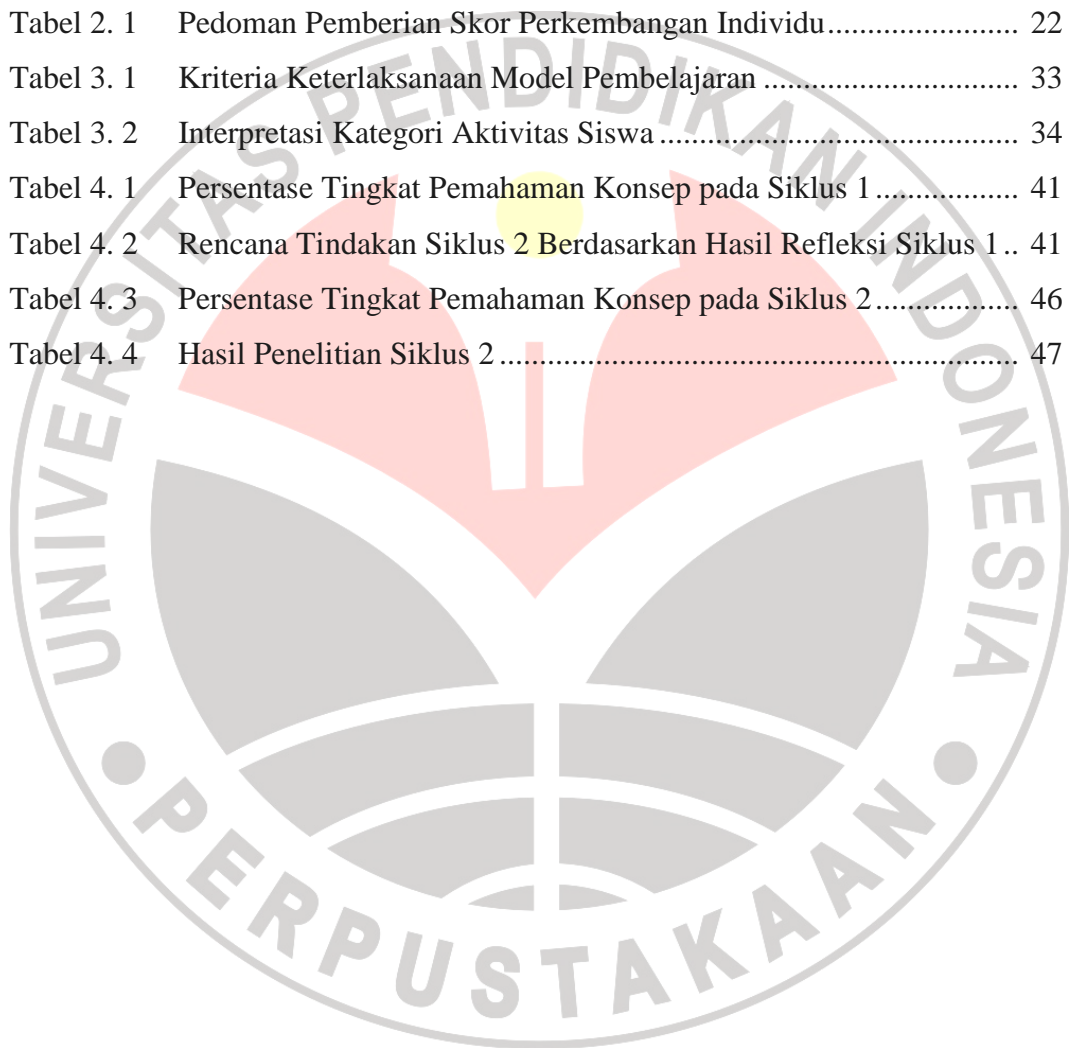 Tabel 2. 1 Pedoman Pemberian Skor Perkembangan Individu....................... 22
Tabel 3. 1 Kriteria Keterlaksanaan Model Pembelajaran ............................... 33
Tabel 3. 2 Interpretasi Kategori Aktivitas Siswa ........................................... 34
Tabel 4. 1 Persentase Tingkat Pemahaman Konsep pada Siklus 1................. 41
Tabel 4. 2 Rencana Tindakan Siklus 2 Berdasarkan Hasil Refleksi Siklus 1.. 41
Tabel 4. 3 Persentase Tingkat Pemahaman Konsep pada Siklus 2................. 46
Tabel 4. 4 Hasil Penelitian Siklus 2 .............................................................. 47
UNIVERSITAS PENDIDIKAN INDONESIA
PERPUSTAKAAN